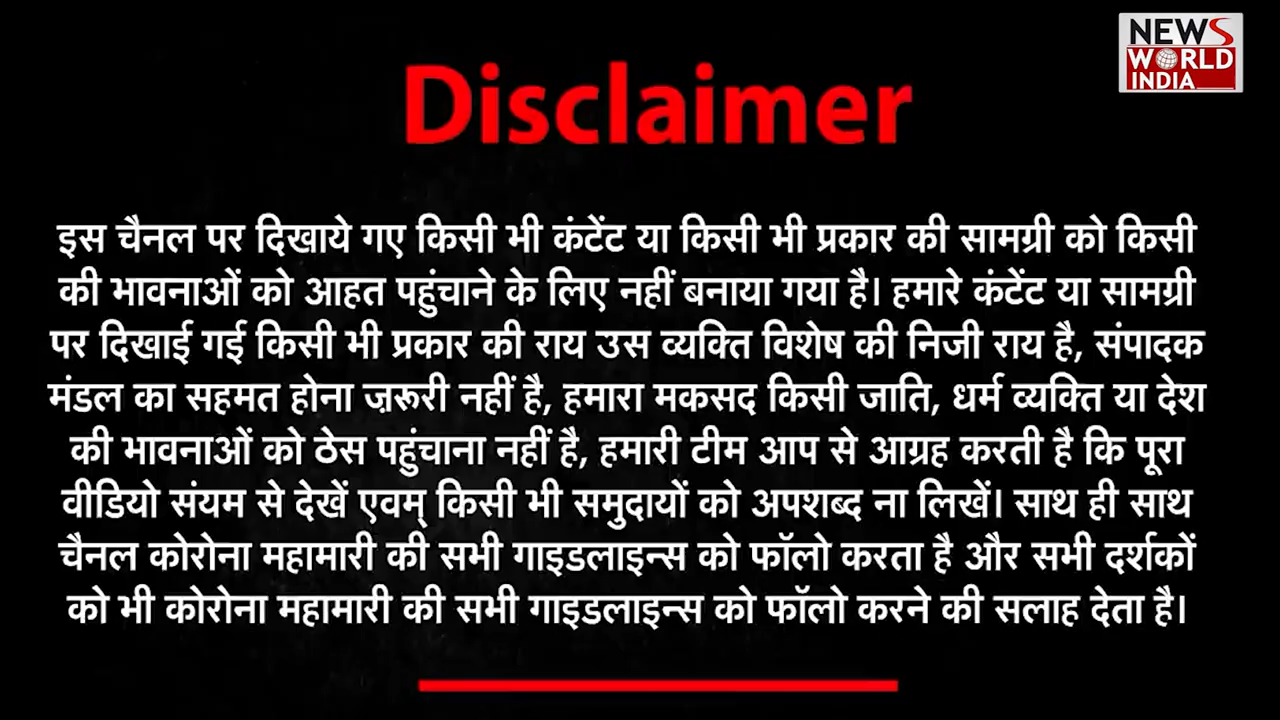 NEWS
WORLD
INDIA
Disclaimer
इस चैनल पर दिखाये गए किसी भी कंटेंट या किसी भी प्रकार की सामग्री को किसी
की भावनाओं को आहत पहुंचाने के लिए नहीं बनाया गया है। हमारे कंटेंट या सामग्री
पर दिखाई गई किसी भी प्रकार की राय उस व्यक्ति विशेष की निजी राय है, संपादक
मंडल का सहमत होना ज़रूरी नहीं है, हमारा मकसद किसी जाति, धर्म व्यक्ति या देश
की भावनाओं को ठेस पहुंचाना नहीं है, हमारी टीम आप से आग्रह करती है कि पूरा
वीडियो संयम से देखें एवम् किसी भी समुदायों को अपशब्द ना लिखें। साथ ही साथ
चैनल कोरोना महामारी की सभी गाइडलाइन्स को फॉलो करता है और सभी दर्शकों
को भी कोरोना महामारी की सभी गाइडलाइन्स को फॉलो करने की सलाह देता है।